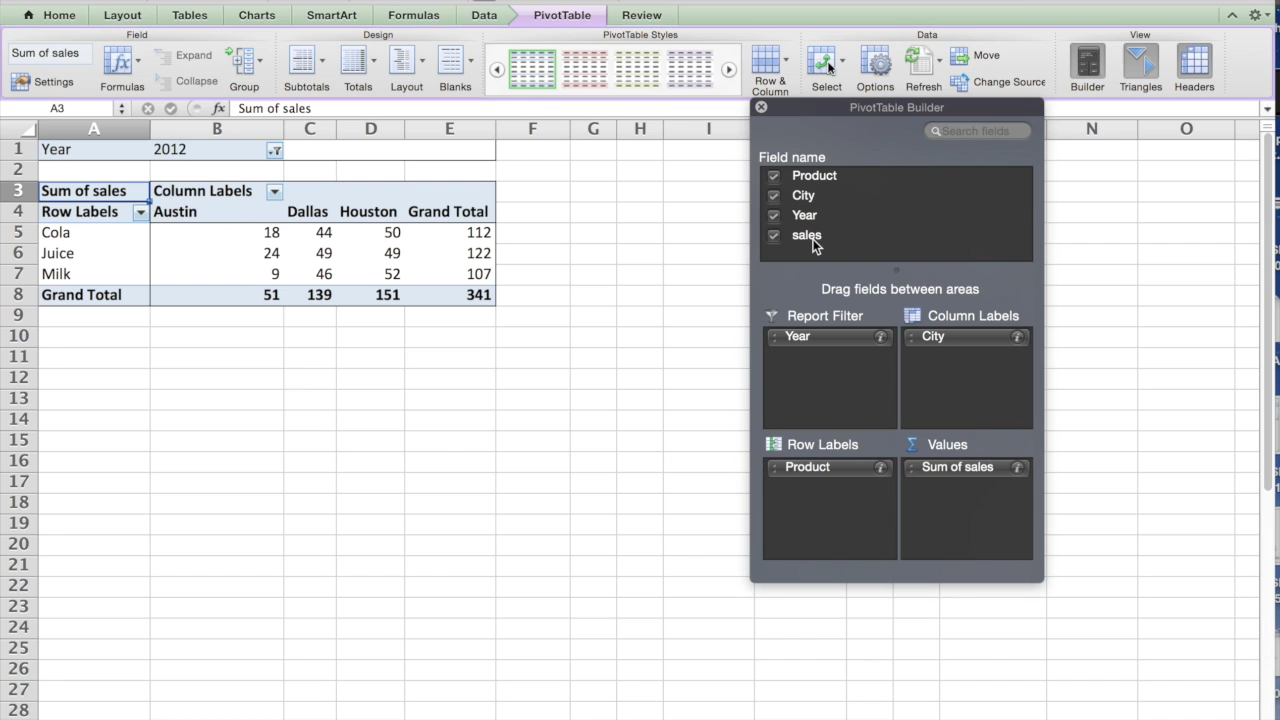 Home Layout Tables Charts SmartArt Formulas Data PivotTable Review
Field Design PivotTable Styles Data View
Sum of sales Expand Move
Settings Collapse Change Source
Formulas Group Subtotals Totals Layout Blanks Row & Column Select Options Refresh Builder Triangles Headers
A3 fx Sum of sales
A B C D E F G H I N O
1 Year 2012
2
3 Sum of sales Column Labels
4 Row Labels Austin Dallas Houston Grand Total
5 Cola 18 44 50 112
6 Juice 24 49 49 122
7 Milk 9 46 52 107
8 Grand Total 51 139 151 341
9
10
11
12
13
14
15
16
17
18
19
20
21
22
23
24
25
26
27
28
PivotTable Builder
Search fields
Field name
Product
City
Year
sales
Drag fields between areas
Report Filter Column Labels
Year City
Row Labels Values
Product Sum of sales